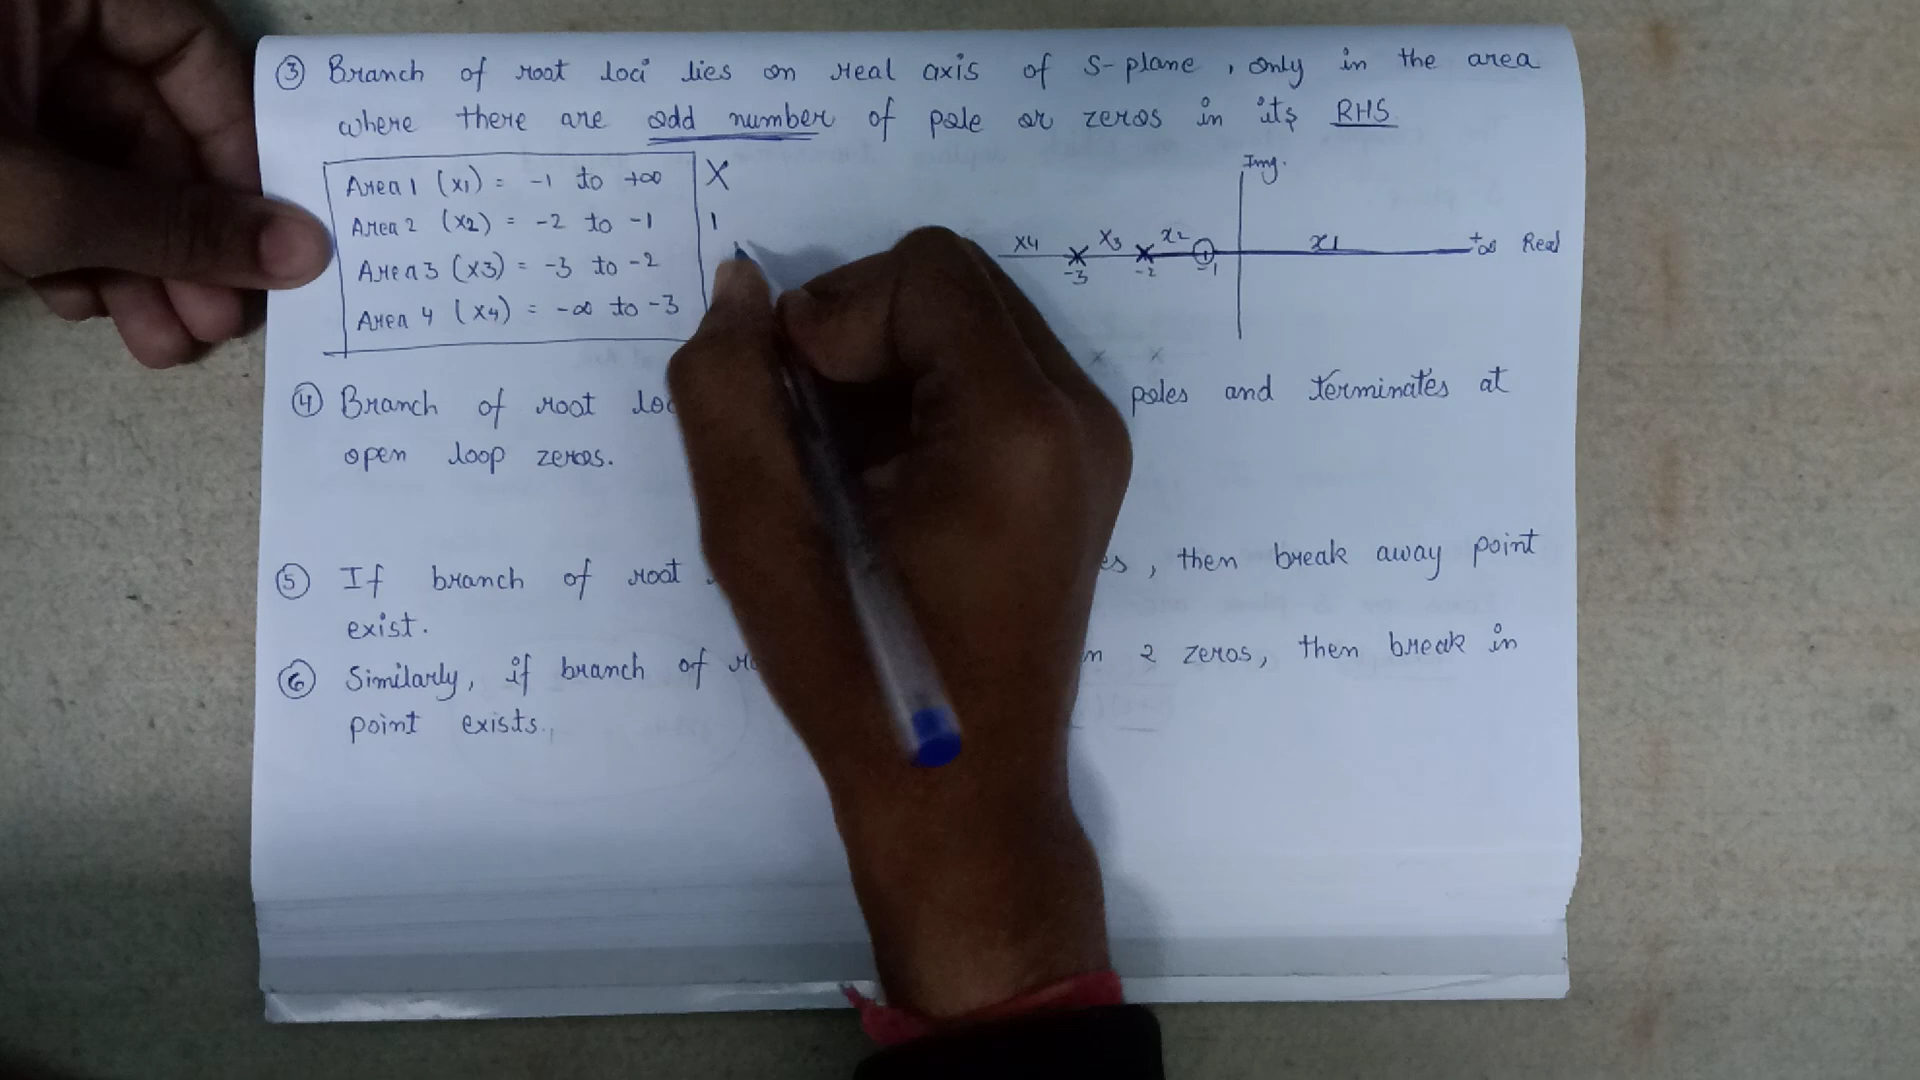 ③ Branch of root loci lies on real axis of S-plane, only in the area
where there are odd number of pole or zeros in its RHS
Area 1 (x1) = -1 to +∞ X
Area 2 (x2) = -2 to -1 1
Area 3 (x3) = -3 to -2
Area 4 (x4) = -∞ to -3
Img.
x4 x3 x2 x1 +∞ Real
-3 -2 -1
④ Branch of root poles and terminates at
open loop zeros.
⑤ If branch of root , then break away point
exist.
⑥ Similarly, if branch of 2 zeros, then break in
point exists.